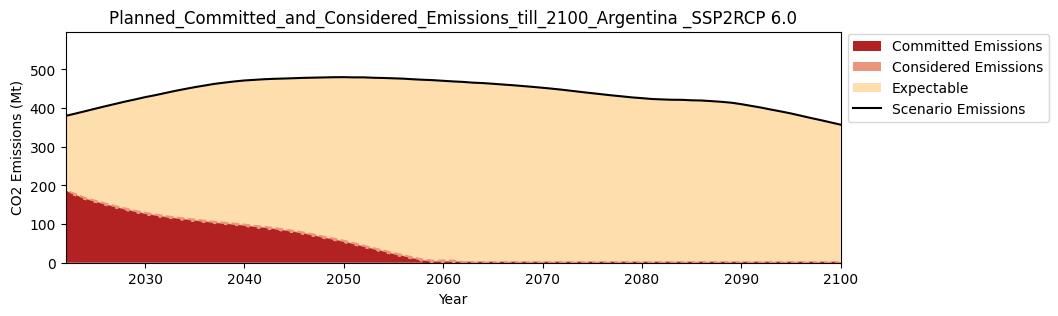 Planned_Committed_and_Considered_Emissions_till_2100_Argentina _SSP2RCP 6.0
CO2 Emissions (Mt)
500
400
300
200
100
0
2030 2040 2050 2060 2070 2080 2090 2100
Year
Committed Emissions
Considered Emissions
Expectable
Scenario Emissions